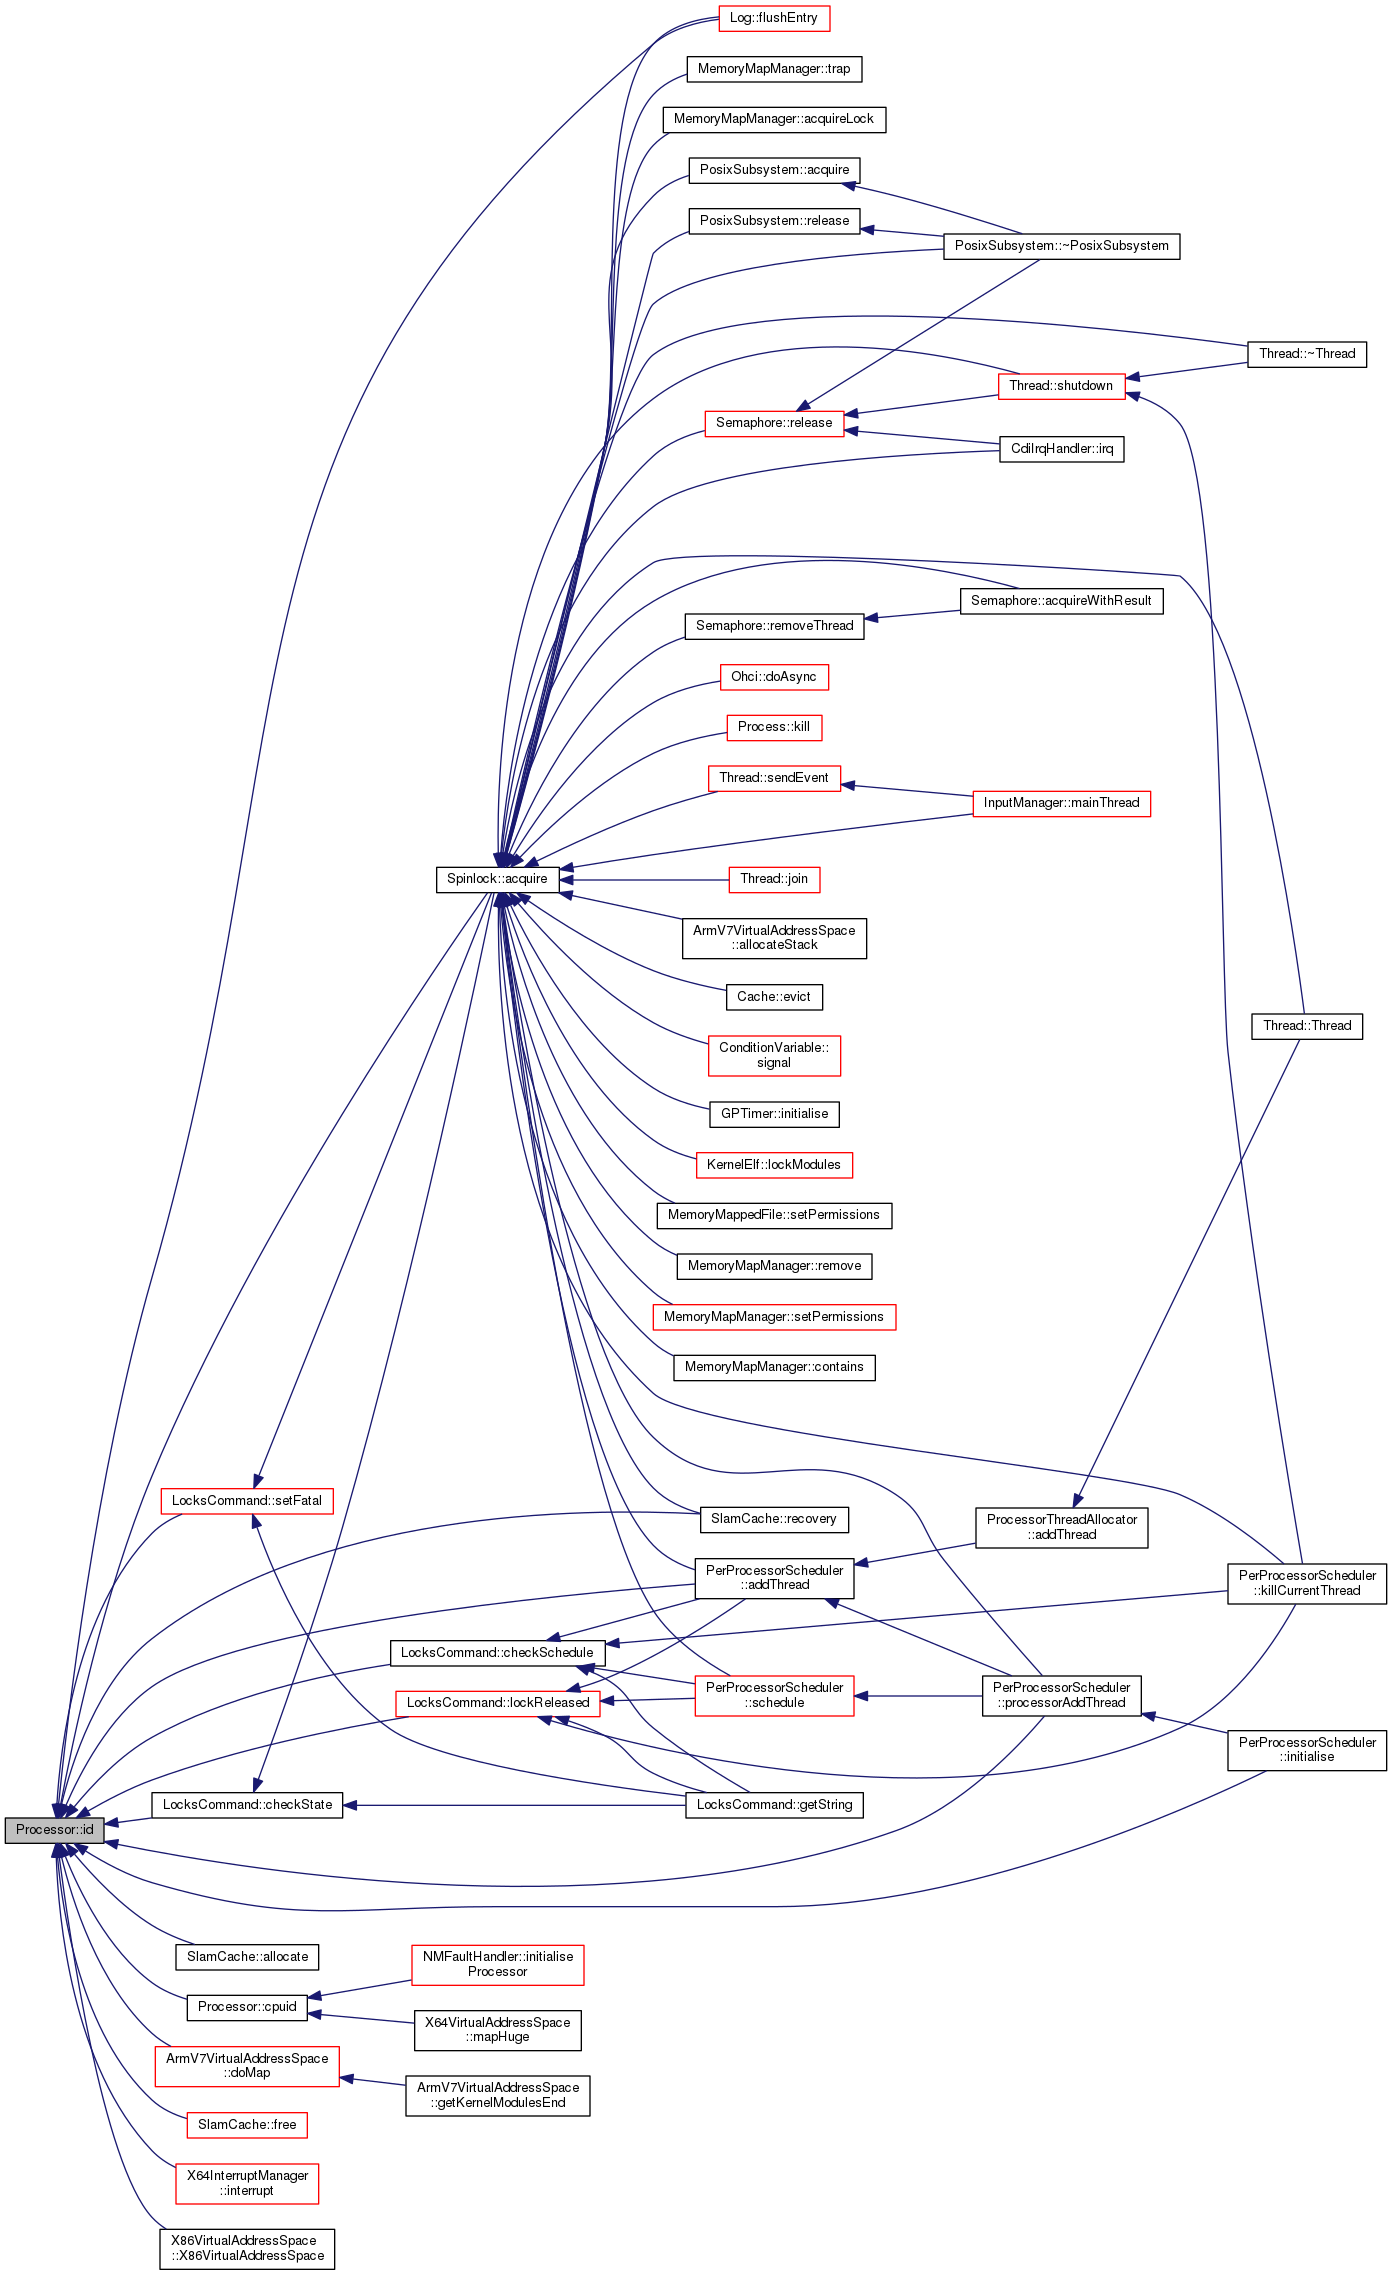 Log::flushEntry
MemoryMapManager::trap
MemoryMapManager::acquireLock
PosixSubsystem::acquire
PosixSubsystem::release
PosixSubsystem::~PosixSubsystem
Thread::~Thread
Thread::shutdown
Semaphore::release
CdiIrqHandler::irq
Semaphore::acquireWithResult
Semaphore::removeThread
Ohci::doAsync
Process::kill
Thread::sendEvent
InputManager::mainThread
Spinlock::acquire
Thread::join
ArmV7VirtualAddressSpace
::allocateStack
Cache::evict
Thread::Thread
ConditionVariable::
signal
GPTimer::initialise
KernelElf::lockModules
MemoryMappedFile::setPermissions
MemoryMapManager::remove
MemoryMapManager::setPermissions
MemoryMapManager::contains
LocksCommand::setFatal
SlamCache::recovery
ProcessorThreadAllocator
::addThread
PerProcessorScheduler
::addThread
PerProcessorScheduler
::killCurrentThread
LocksCommand::checkSchedule
LocksCommand::lockReleased
PerProcessorScheduler
::schedule
PerProcessorScheduler
::processorAddThread
PerProcessorScheduler
::initialise
LocksCommand::checkState
LocksCommand::getString
Processor::id
SlamCache::allocate
NMFaultHandler::initialise
Processor
Processor::cpuid
X64VirtualAddressSpace
::mapHuge
ArmV7VirtualAddressSpace
::doMap
ArmV7VirtualAddressSpace
::getKernelModulesEnd
SlamCache::free
X64InterruptManager
::interrupt
X86VirtualAddressSpace
::X86VirtualAddressSpace